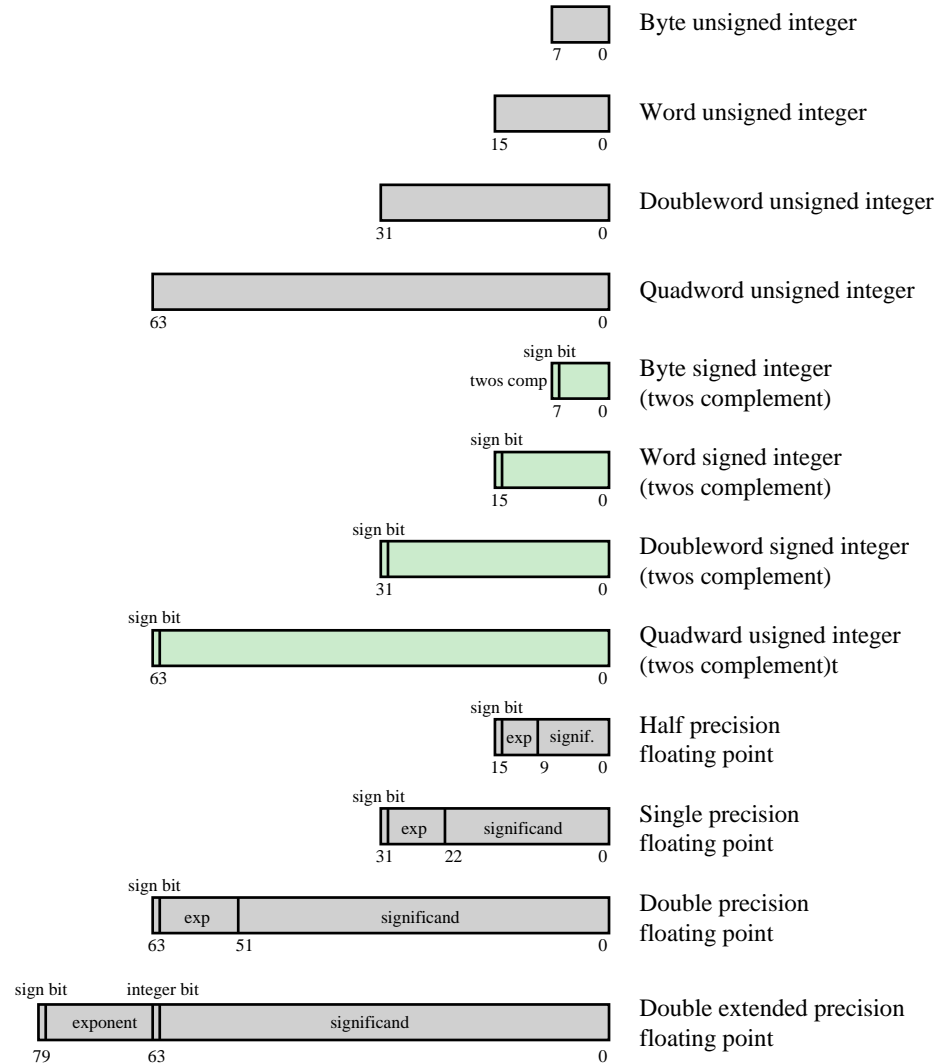 Byte unsigned integer
7 0
Word unsigned integer
15 0
Doubleword unsigned integer
31 0
Quadword unsigned integer
63 0
sign bit
twos comp
Byte signed integer
(twos complement)
7 0
sign bit
Word signed integer
(twos complement)
15 0
sign bit
Doubleword signed integer
(twos complement)
31 0
sign bit
Quadward usigned integer
(twos complement)t
63 0
sign bit
exp signif.
Half precision
floating point
15 9 0
sign bit
exp significand
Single precision
floating point
31 22 0
sign bit
exp significand
Double precision
floating point
63 51 0
sign bit integer bit
exponent significand
Double extended precision
floating point
79 63 0